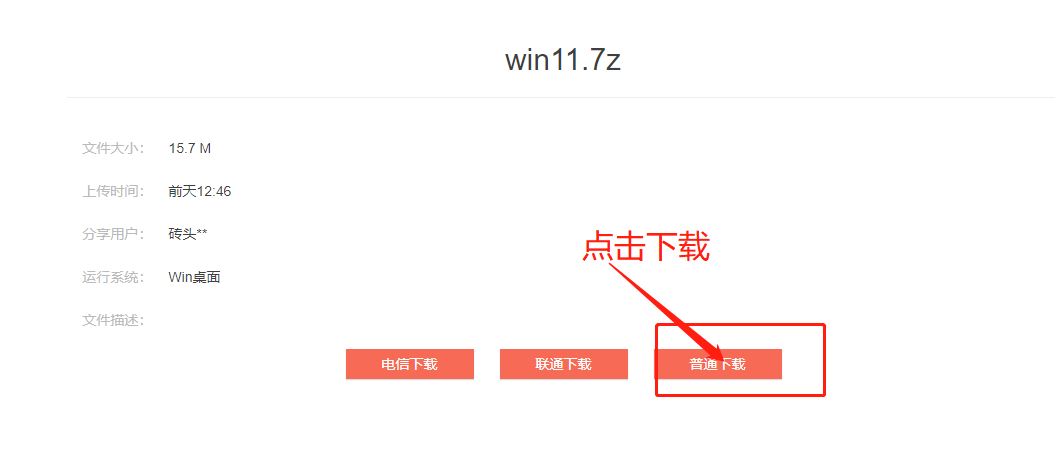 win11.7z
文件大小： 15.7 M
上传时间： 前天12:46
分享用户： 砖头**
运行系统： Win桌面
文件描述：
点击下载
电信下载 联通下载 普通下载